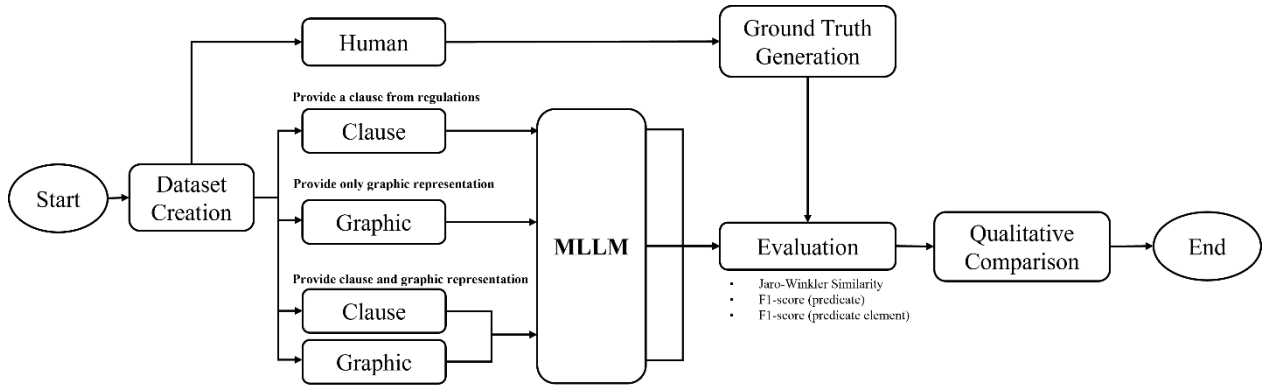 Human
Ground Truth
Generation
Provide a clause from regulations
Clause
Start
Dataset
Creation
Provide only graphic representation
Graphic
MLLM
Evaluation
Qualitative
Comparison
End
Provide clause and graphic representation
Clause
Graphic
• Jaro-Winkler Similarity
• F1-score (predicate)
• F1-score (predicate element)